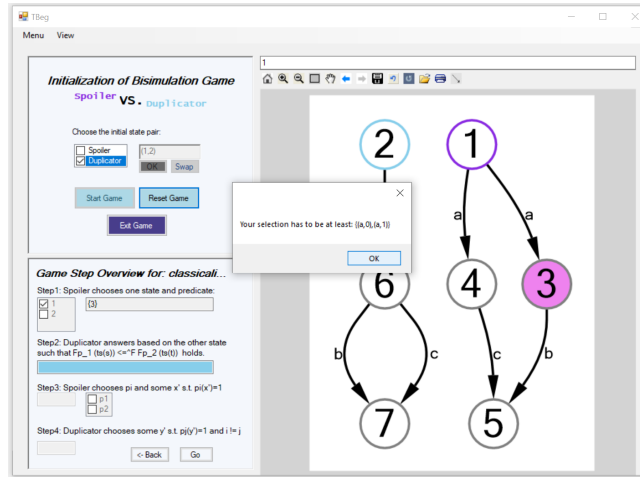 TBeg
Menu View
Initialization of Bisimulation Game
Spoiler VS. Duplicator
Choose the initial state pair:
Spoiler
Duplicator
(1,2)
OK Swap
Start Game Reset Game
Exit Game
Game Step Overview for: classicali...
Step1: Spoiler chooses one state and predicate:
1
2
{3}
Step2: Duplicator answers based on the other state
such that Fp_1 (ts(s)) <=^F Fp_2 (ts(t)) holds.
Step3: Spoiler chooses pi and some x' s.t. pi(x')=1
p1
p2
Step4: Duplicator chooses some y' s.t. pj(y')=1 and i != j
<- Back Go
1
2 1
a a
Your selection has to be at least: {(a,0),(a,1)}
OK
6 4 3
b c c b
7 5